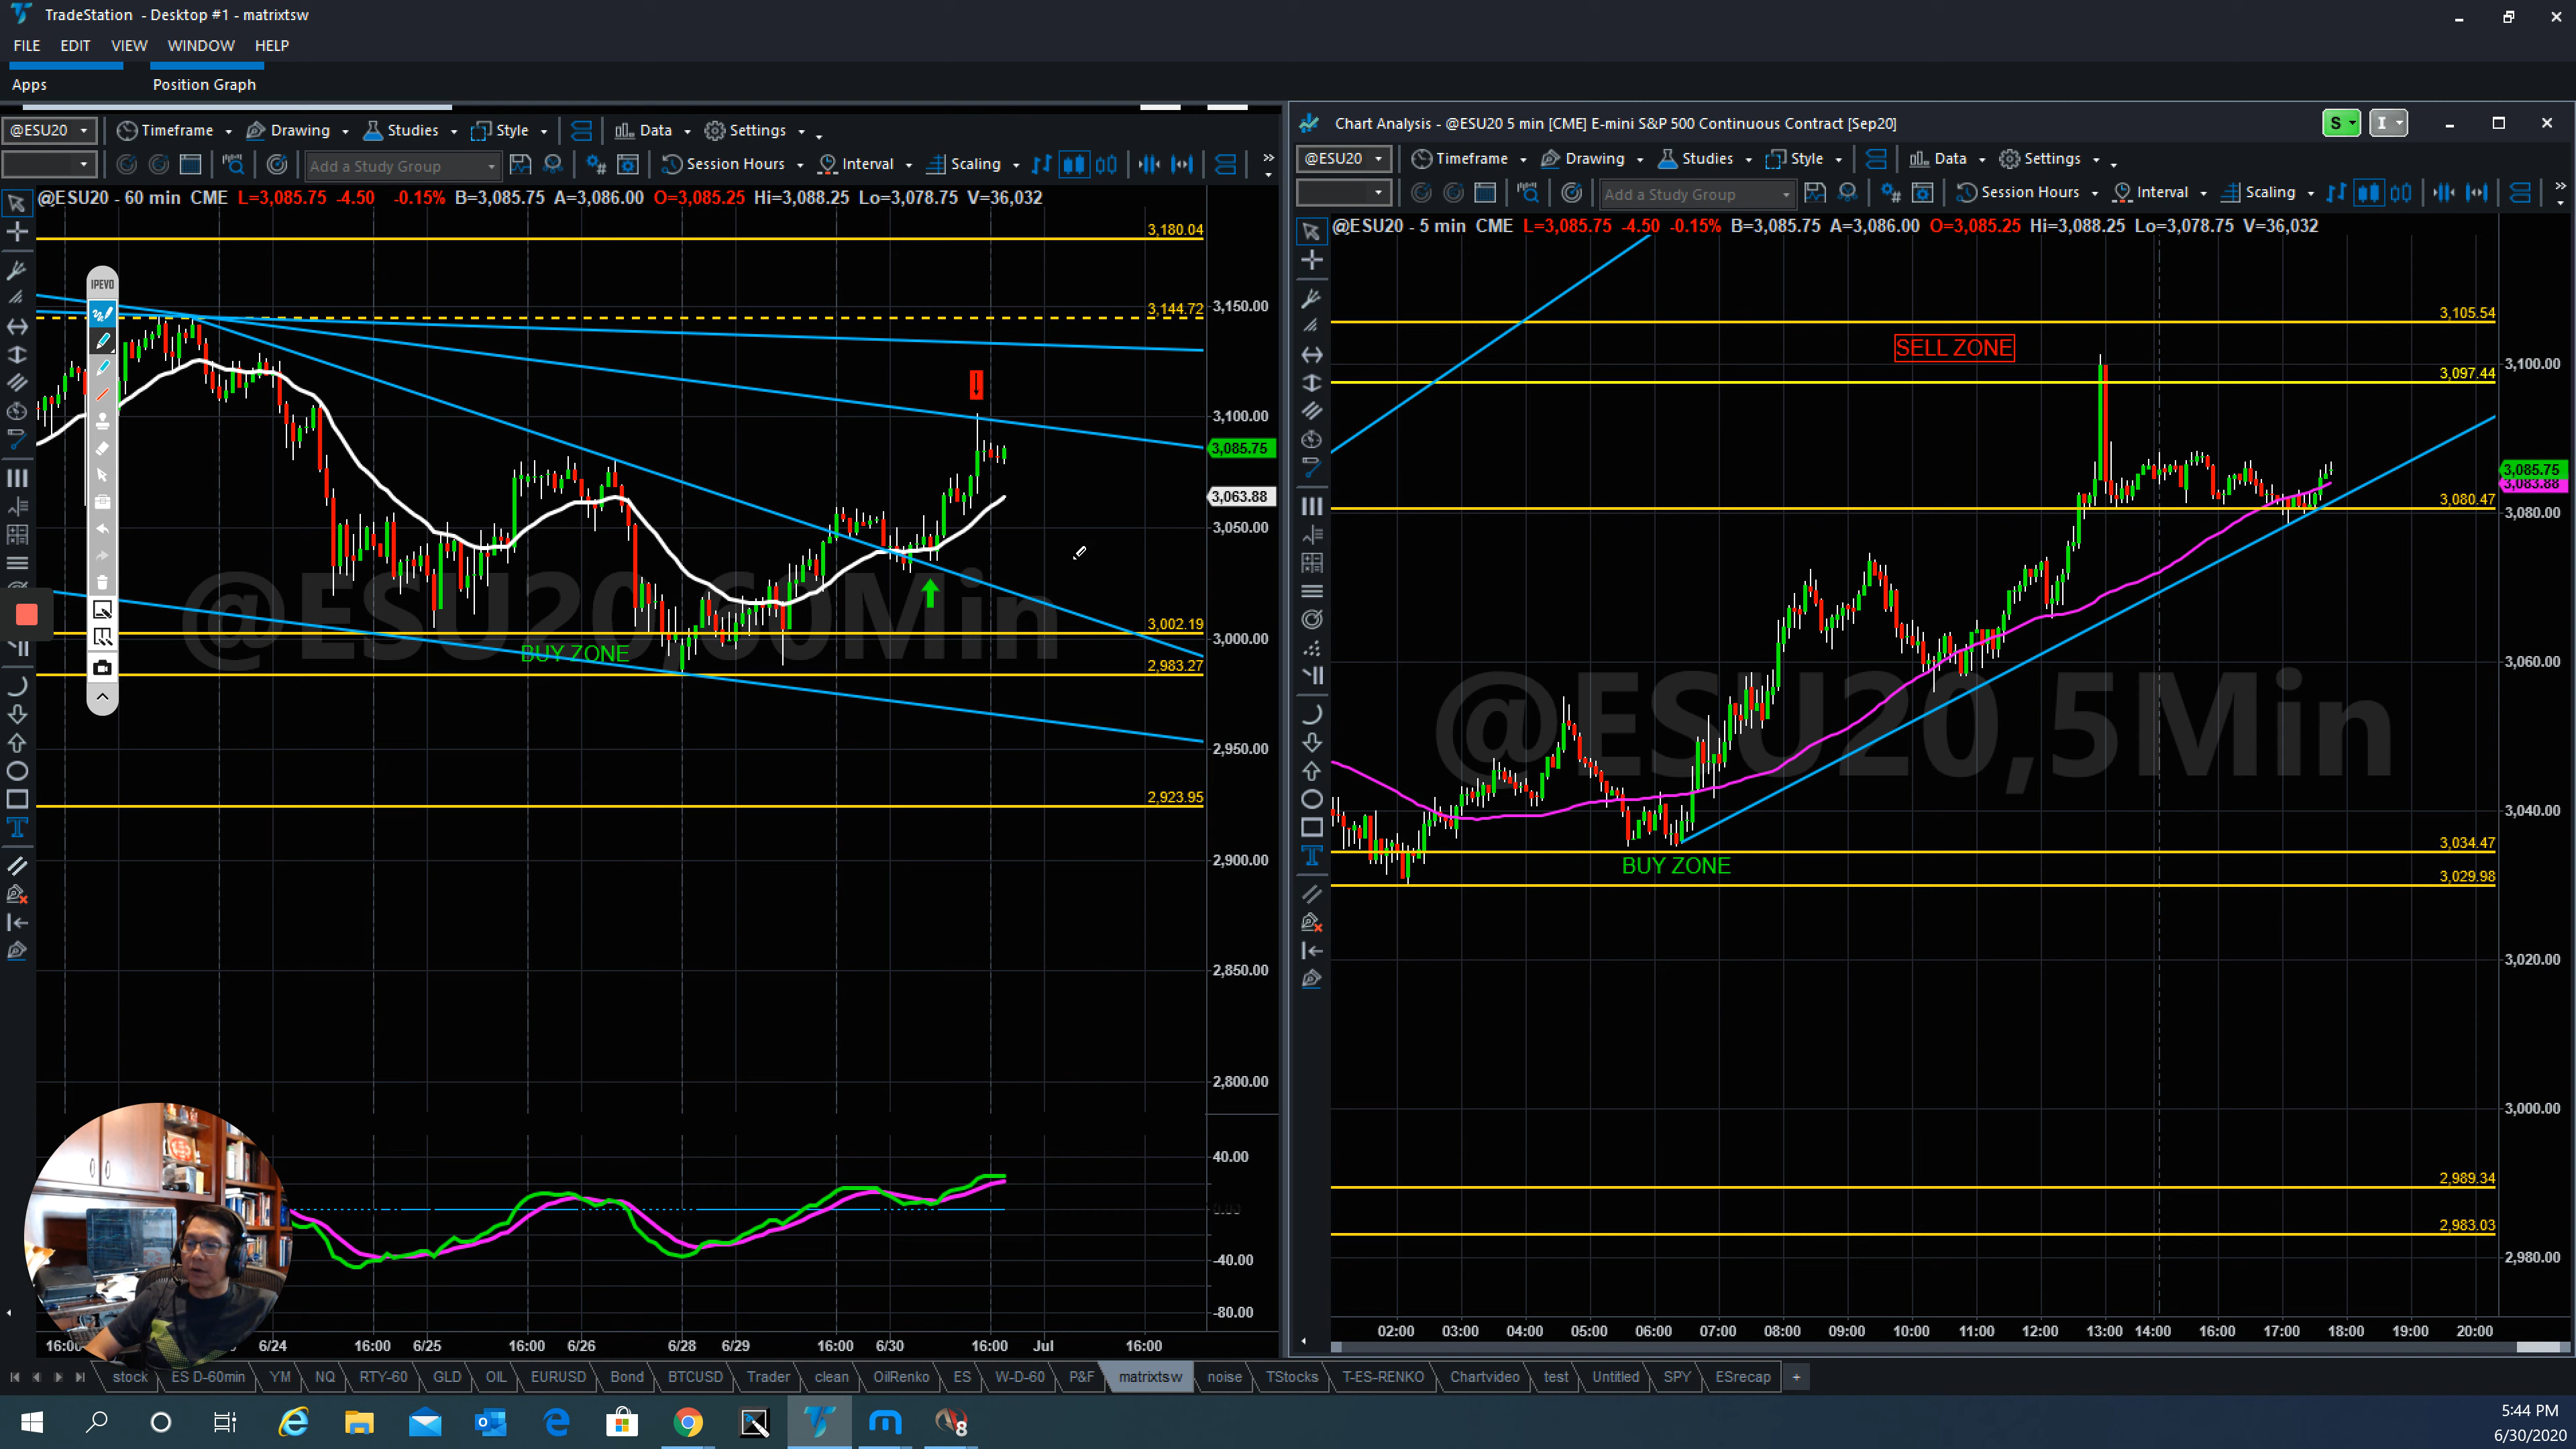 TradeStation - Desktop #1 - matrixtsw
FILE EDIT VIEW WINDOW HELP
Apps Position Graph
@ESU20 Timeframe Drawing Studies Style Data Settings
Add a Study Group Session Hours Interval Scaling
@ESU20 - 60 min CME L=3,085.75 -4.50 -0.15% B=3,085.75 A=3,086.00 O=3,085.25 Hi=3,088.25 Lo=3,078.75 V=36,032
3,180.04
IPEVO
3,150.00
3,144.72
3,100.00
3,085.75
3,063.88
3,050.00
@ESU20,60Min
3,002.19
3,000.00
BUY ZONE
2,983.27
2,950.00
2,923.95
2,900.00
2,850.00
2,800.00
40.00
0.00
-40.00
-80.00
16:00 6/24 16:00 6/25 16:00 6/26 6/28 6/29 16:00 6/30 16:00 Jul 16:00
Chart Analysis - @ESU20 5 min [CME] E-mini S&P 500 Continuous Contract [Sep20]
S I
@ESU20 Timeframe Drawing Studies Style Data Settings
Add a Study Group Session Hours Interval Scaling
@ESU20 - 5 min CME L=3,085.75 -4.50 -0.15% B=3,085.75 A=3,086.00 O=3,085.25 Hi=3,088.25 Lo=3,078.75 V=36,032
3,105.54
SELL ZONE
3,100.00
3,097.44
3,085.75
3,083.88
3,080.47
3,080.00
3,060.00
@ESU20,5Min
3,040.00
3,034.47
BUY ZONE
3,029.98
3,020.00
3,000.00
2,989.34
2,983.03
2,980.00
02:00 03:00 04:00 05:00 06:00 07:00 08:00 09:00 10:00 11:00 12:00 13:00 14:00 16:00 17:00 18:00 19:00 20:00
stock ES D-60min YM NQ RTY-60 GLD OIL EURUSD Bond BTCUSD Trader clean OilRenko ES W-D-60 P&F matrixtsw noise TStocks T-ES-RENKO Chartvideo test Untitled SPY ESrecap +
8
5:44 PM
6/30/2020